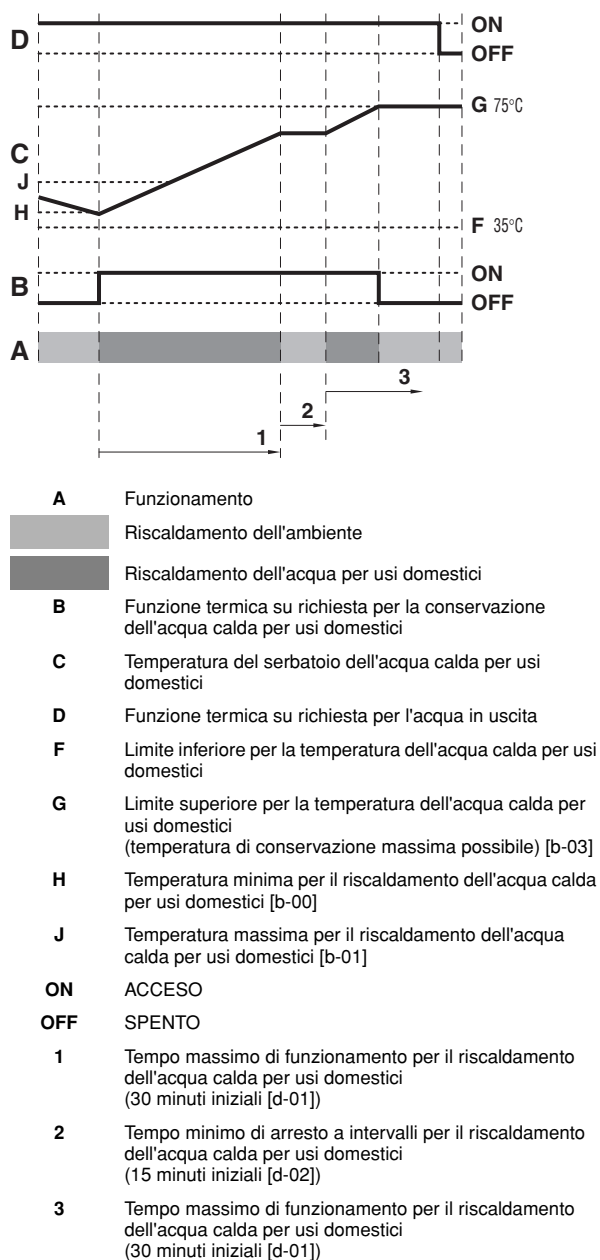 D
ON
OFF
G 75°C
C
J
H
F 35°C
B
ON
OFF
A
3
2
1
A Funzionamento
Riscaldamento dell'ambiente
Riscaldamento dell'acqua per usi domestici
B Funzione termica su richiesta per la conservazione
dell'acqua calda per usi domestici
C Temperatura del serbatoio dell'acqua calda per usi
domestici
D Funzione termica su richiesta per l'acqua in uscita
F Limite inferiore per la temperatura dell'acqua calda per usi
domestici
G Limite superiore per la temperatura dell'acqua calda per
usi domestici
(temperatura di conservazione massima possibile) [b-03]
H Temperatura minima per il riscaldamento dell'acqua calda
per usi domestici [b-00]
J Temperatura massima per il riscaldamento dell'acqua
calda per usi domestici [b-01]
ON ACCESO
OFF SPENTO
1 Tempo massimo di funzionamento per il riscaldamento
dell'acqua calda per usi domestici
(30 minuti iniziali [d-01])
2 Tempo minimo di arresto a intervalli per il riscaldamento
dell'acqua calda per usi domestici
(15 minuti iniziali [d-02])
3 Tempo massimo di funzionamento per il riscaldamento
dell'acqua calda per usi domestici
(30 minuti iniziali [d-01])